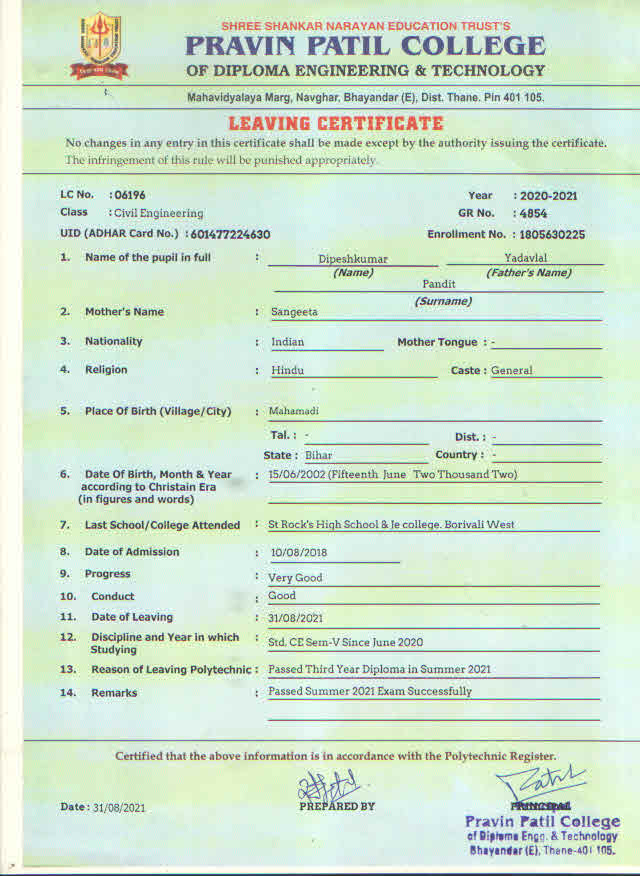 SHREE SHANKAR NARAYAN EDUCATION TRUST'S
PRAVIN PATIL COLLEGE
OF DIPLOMA ENGINEERING & TECHNOLOGY
Mahavidyalaya Marg, Navghar, Bhayandar (E), Dist. Thane. Pin 401 105.
LEAVING CERTIFICATE
No changes in any entry in this certificate shall be made except by the authority issuing the certificate.
The infringement of this rule will be punished appropriately.
LC No. : 06196 Year : 2020-2021
Class : Civil Engineering GR No. : 4854
UID (ADHAR Card No.) : 601477224630 Enrollment No. : 1805630225
1. Name of the pupil in full : Dipeshkumar Yadavlal
(Name) (Father's Name)
Pandit
(Surname)
2. Mother's Name : Sangeeta
3. Nationality : Indian Mother Tongue : -
4. Religion : Hindu Caste : General
5. Place Of Birth (Village/City) : Mahamadi
Tal. : - Dist. : -
State : Bihar Country : -
6. Date Of Birth, Month & Year : 15/06/2002 (Fifteenth June Two Thousand Two)
according to Christain Era
(in figures and words)
7. Last School/College Attended : St Rock's High School & Je college. Borivali West
8. Date of Admission : 10/08/2018
9. Progress : Very Good
10. Conduct : Good
11. Date of Leaving : 31/08/2021
12. Discipline and Year in which : Std. CE Sem-V Since June 2020
Studying
13. Reason of Leaving Polytechnic : Passed Third Year Diploma in Summer 2021
14. Remarks : Passed Summer 2021 Exam Successfully
Certified that the above information is in accordance with the Polytechnic Register.
Date : 31/08/2021 PREPARED BY PRINCIPAL
Pravin Patil College
of Diploma Engg. & Technology
Bhayandar (E), Thane-401 105.